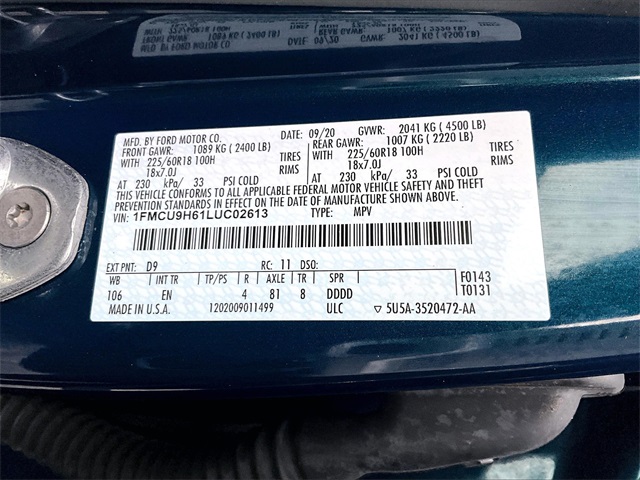 MFD. BY FORD MOTOR CO. DATE: 09/20 GVWR: 2041 KG ( 4500 LB)
FRONT GAWR: 1089 KG ( 2400 LB) REAR GAWR: 1007 KG ( 2220 LB)
WITH 225/60R18 100H TIRES WITH 225/60R18 100H TIRES
18x7.0J RIMS 18x7.0J RIMS
AT 230 kPa/ 33 PSI COLD AT 230 kPa/ 33 PSI COLD
THIS VEHICLE CONFORMS TO ALL APPLICABLE FEDERAL MOTOR VEHICLE SAFETY AND BUMPER
STANDARDS IN EFFECT ON THE DATE OF MANUFACTURE SHOWN ABOVE.
VIN: 1FMCU9H61LUC02613 TYPE: MPV
EXT PNT: D9 RC: 11 DSO:
WB INT TR TP/PS R AXLE TR SPR F0143
106 EN 4 81 8 DDDD T0131
1202009011499 ULC ▽ 5U5A-3520472-AA